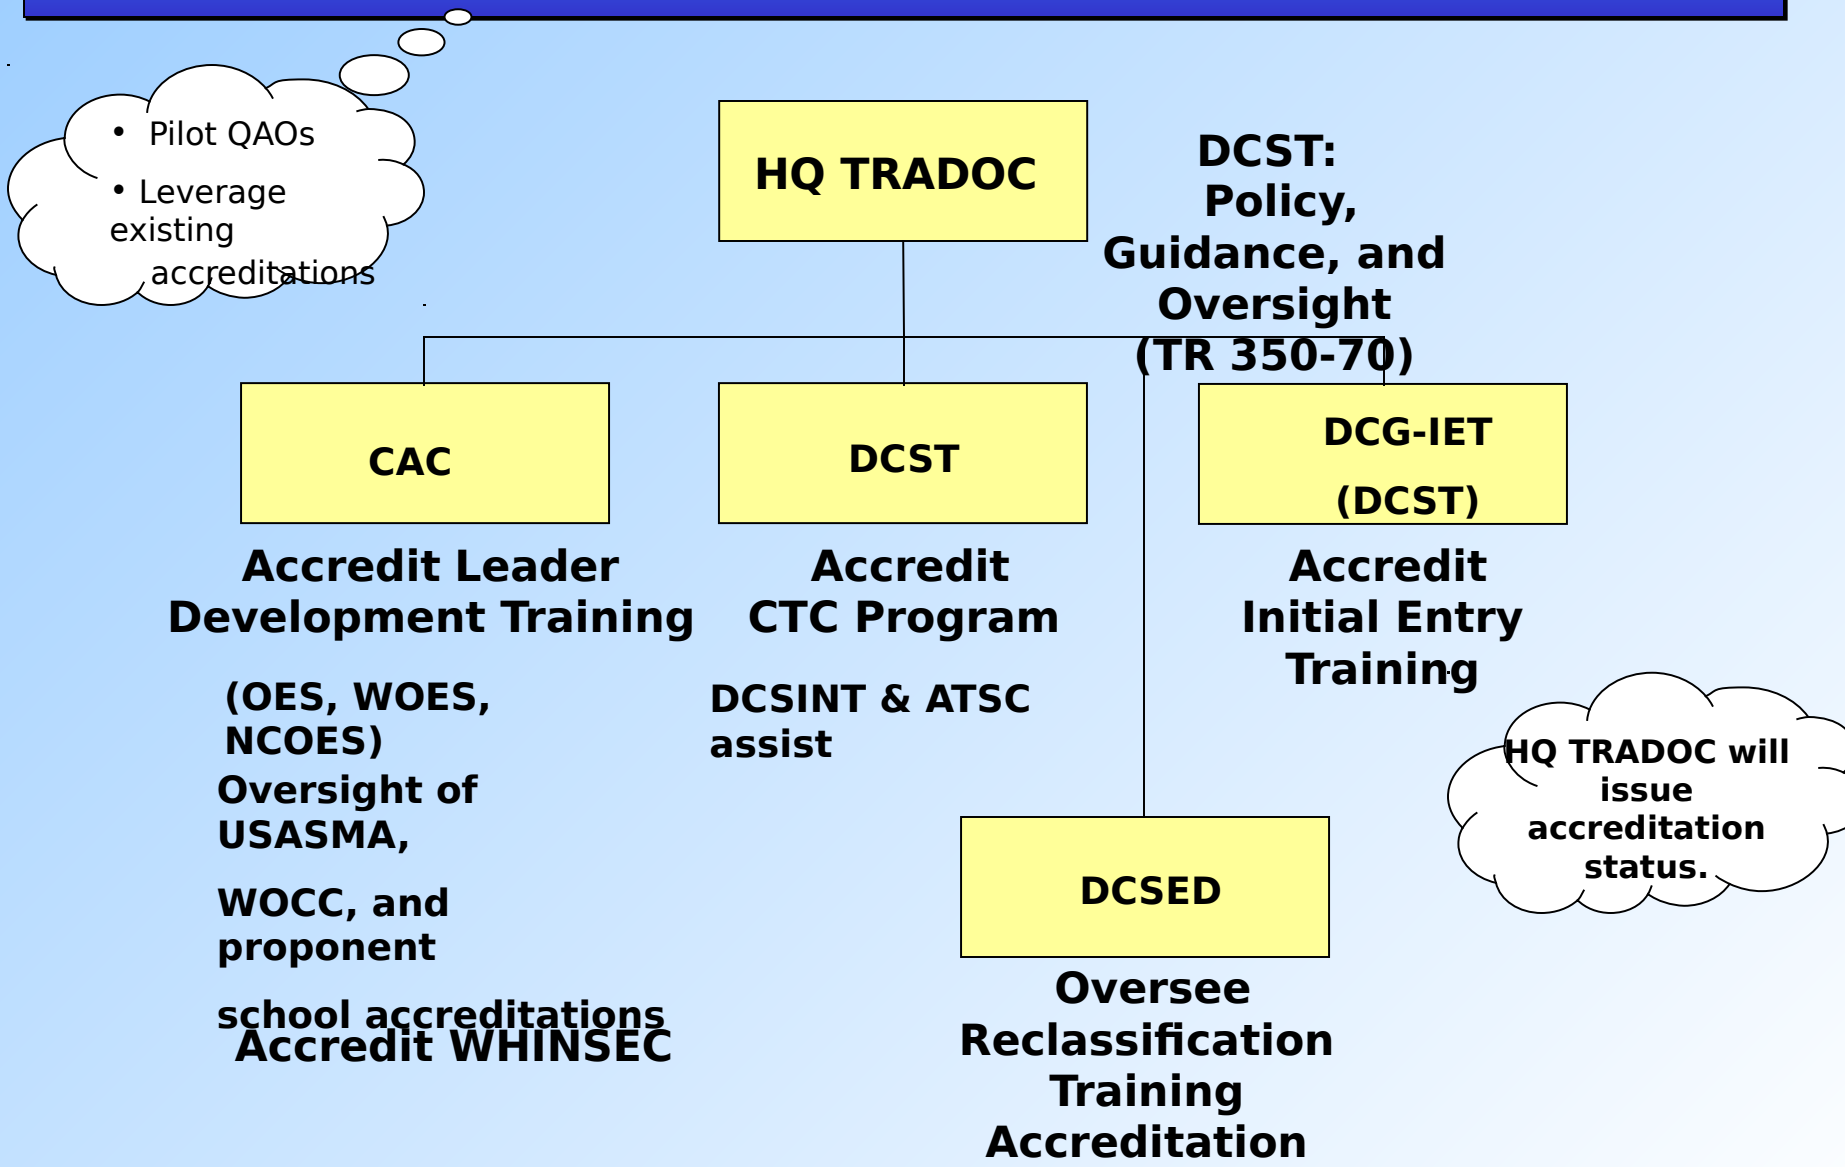 • Pilot QAOs
• Leverage
existing
accreditations
HQ TRADOC
DCST:
Policy,
Guidance, and
Oversight
(TR 350-70)
CAC
DCST
DCG-IET
(DCST)
Accredit Leader
Development Training
(OES, WOES,
NCOES)
Oversight of
USASMA,
WOCC, and
proponent
school accreditations
Accredit WHINSEC
Accredit
CTC Program
DCSINT & ATSC
assist
Accredit
Initial Entry
Training
HQ TRADOC will
issue
accreditation
status.
DCSED
Oversee
Reclassification
Training
Accreditation